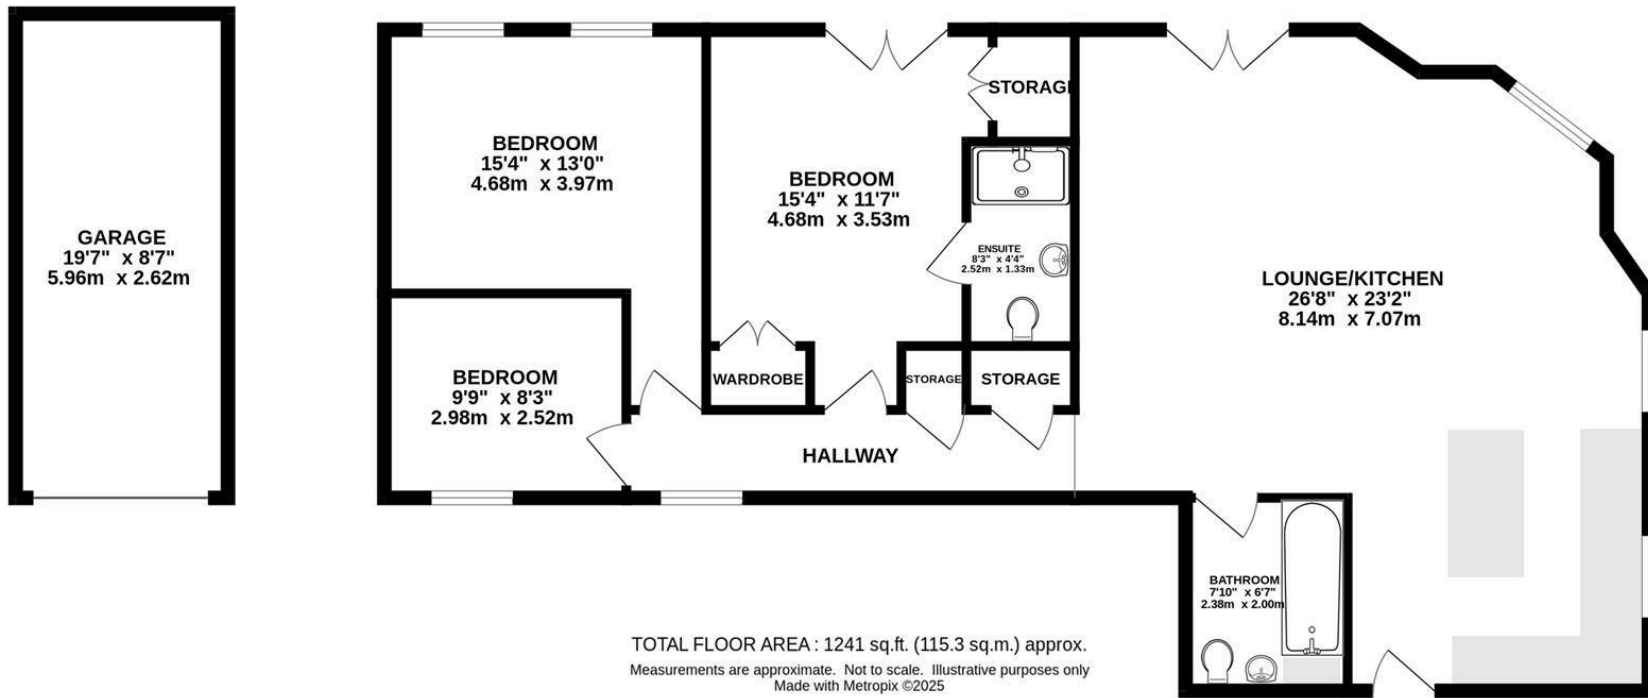 GARAGE
19'7" x 8'7"
5.96m x 2.62m
BEDROOM
15'4" x 13'0"
4.68m x 3.97m
BEDROOM
15'4" x 11'7"
4.68m x 3.53m
STORAGE
ENSUITE
8'3" x 4'4"
2.52m x 1.33m
LOUNGE/KITCHEN
26'8" x 23'2"
8.14m x 7.07m
BEDROOM
9'9" x 8'3"
2.98m x 2.52m
WARDROBE
STORAGE
STORAGE
HALLWAY
BATHROOM
7'10" x 6'7"
2.38m x 2.00m
TOTAL FLOOR AREA : 1241 sq.ft. (115.3 sq.m.) approx.
Measurements are approximate. Not to scale. Illustrative purposes only
Made with Metropix ©2025